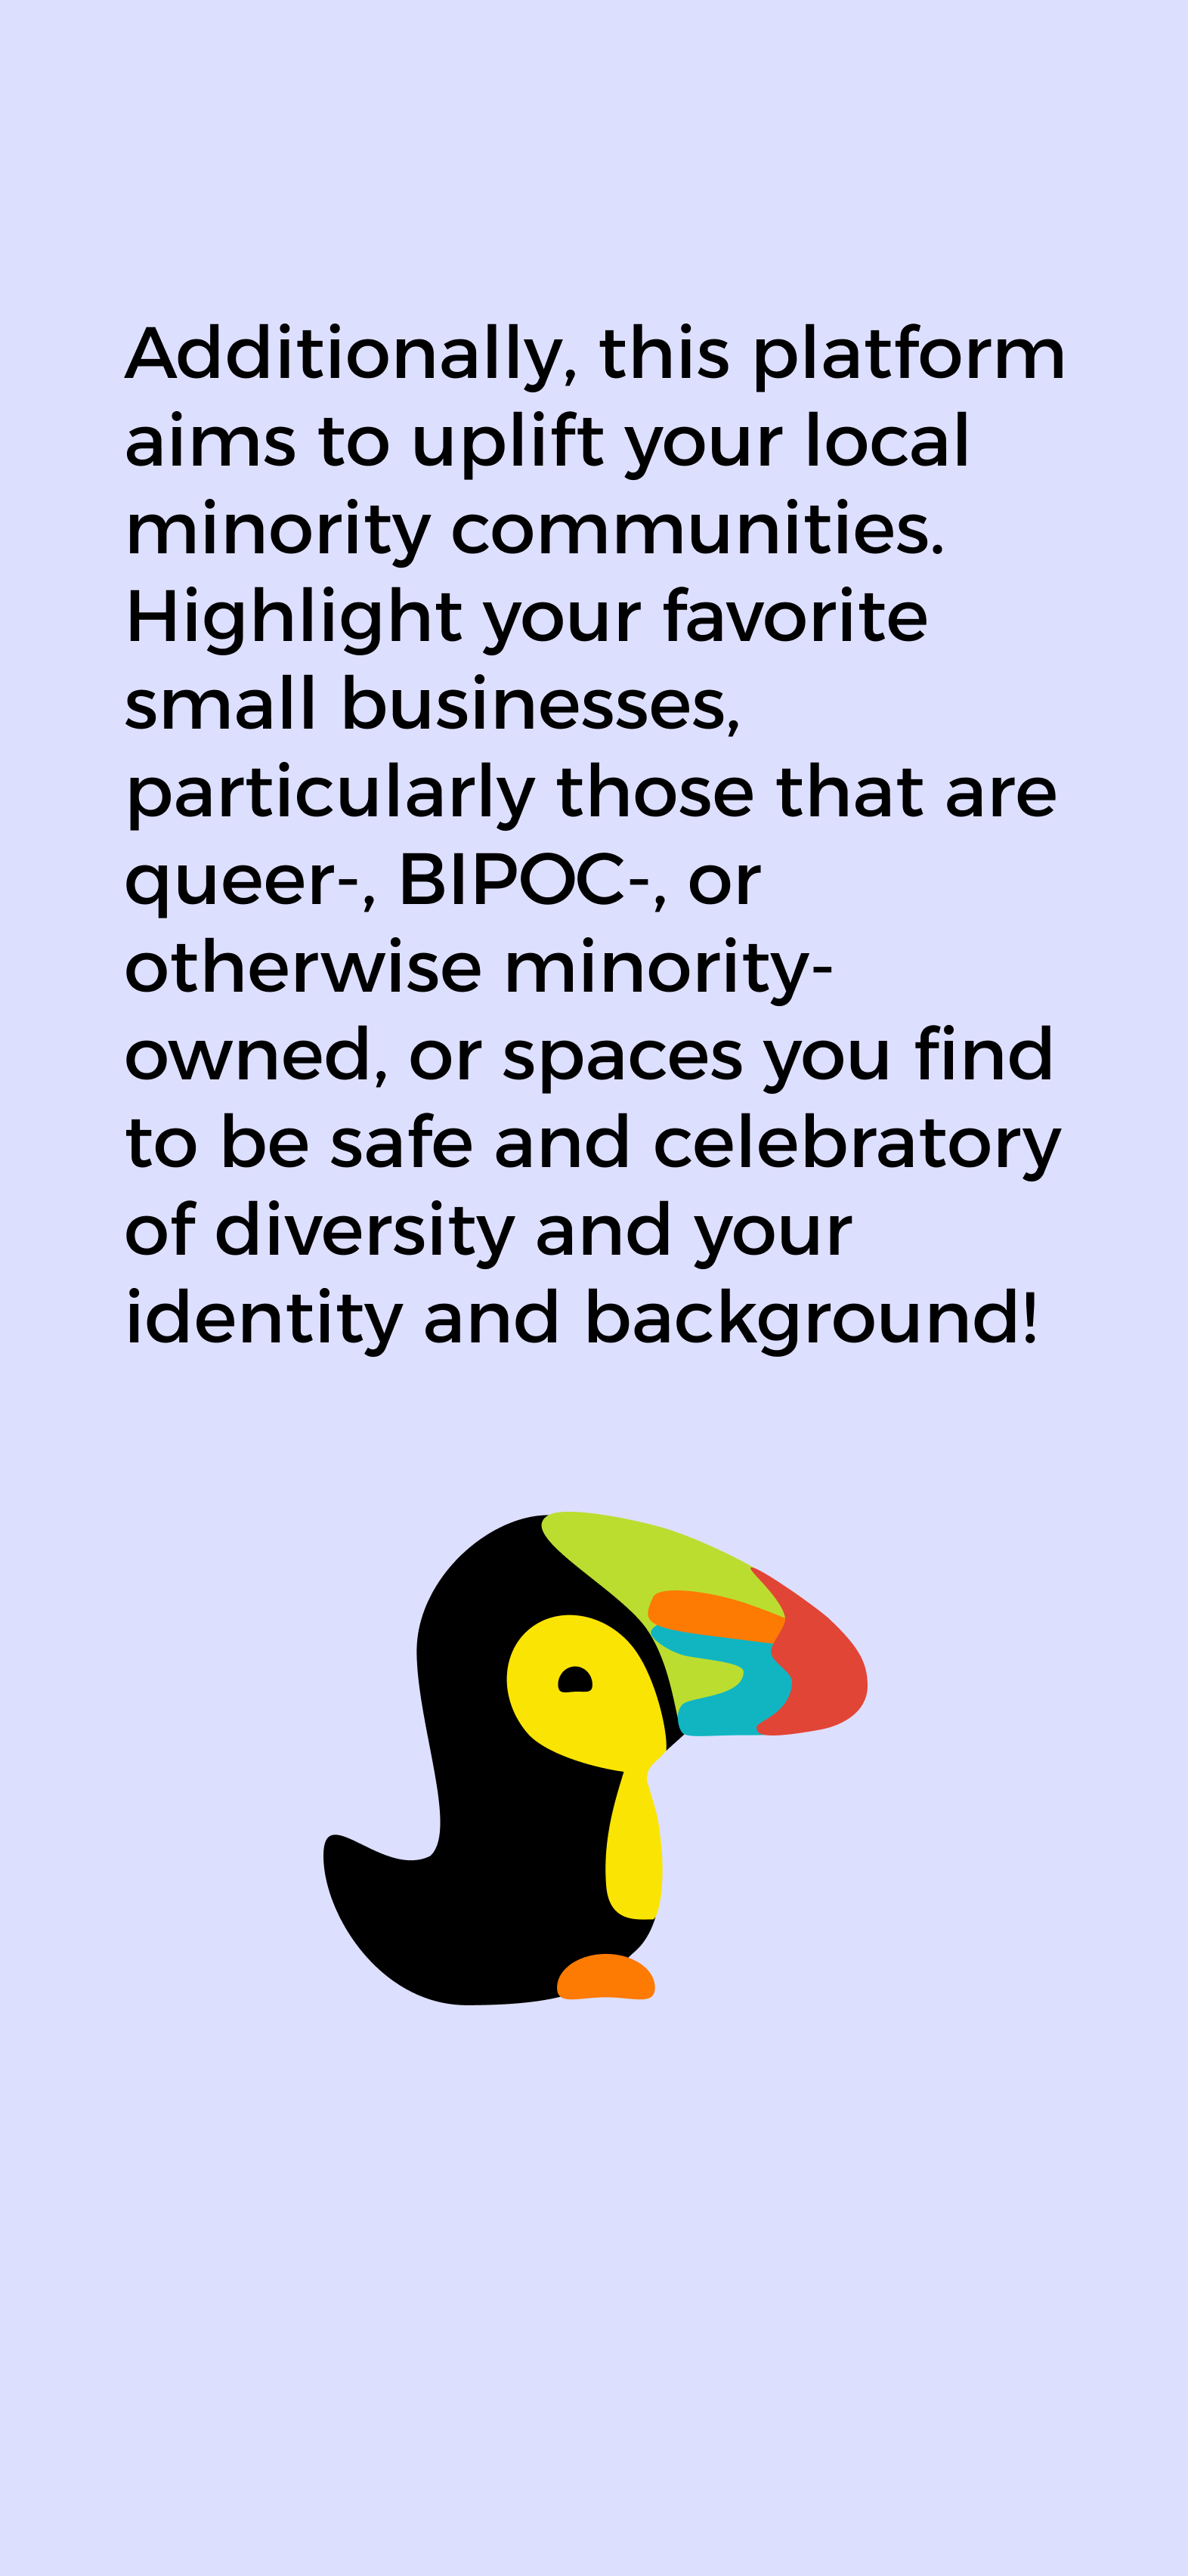 Additionally, this platform
aims to uplift your local
minority communities.
Highlight your favorite
small businesses,
particularly those that are
queer-, BIPOC-, or
otherwise minority-
owned, or spaces you find
to be safe and celebratory
of diversity and your
identity and background!